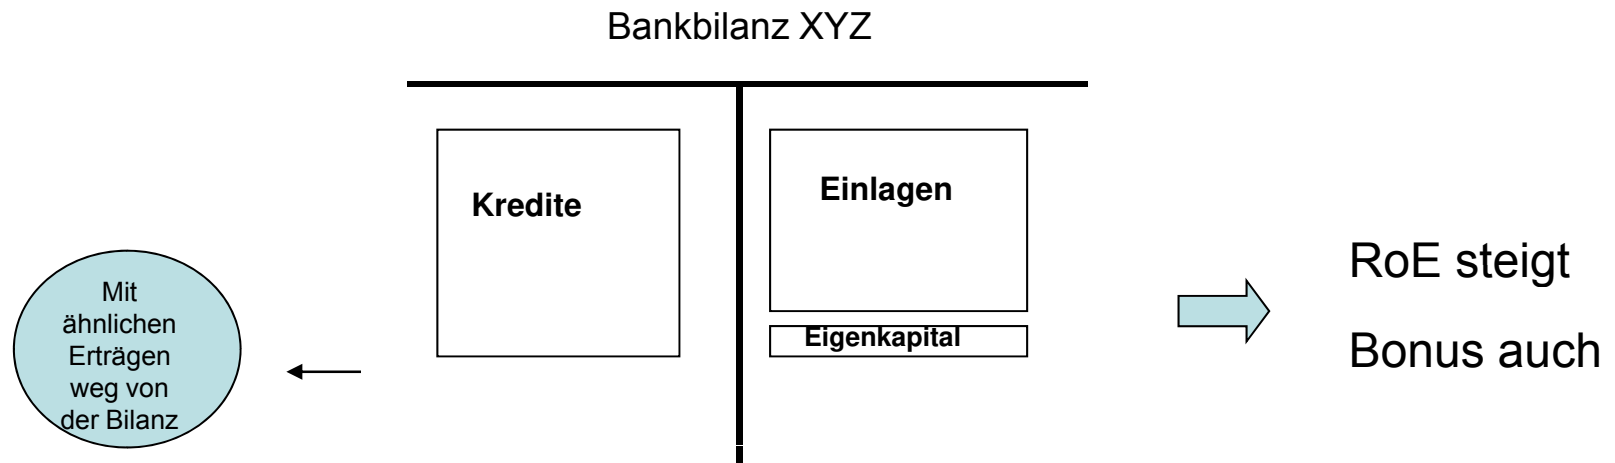 Bankbilanz XYZ
Kredite
Einlagen
Eigenkapital
Mit
ähnlichen
Erträgen
weg von
der Bilanz
RoE steigt
Bonus auch